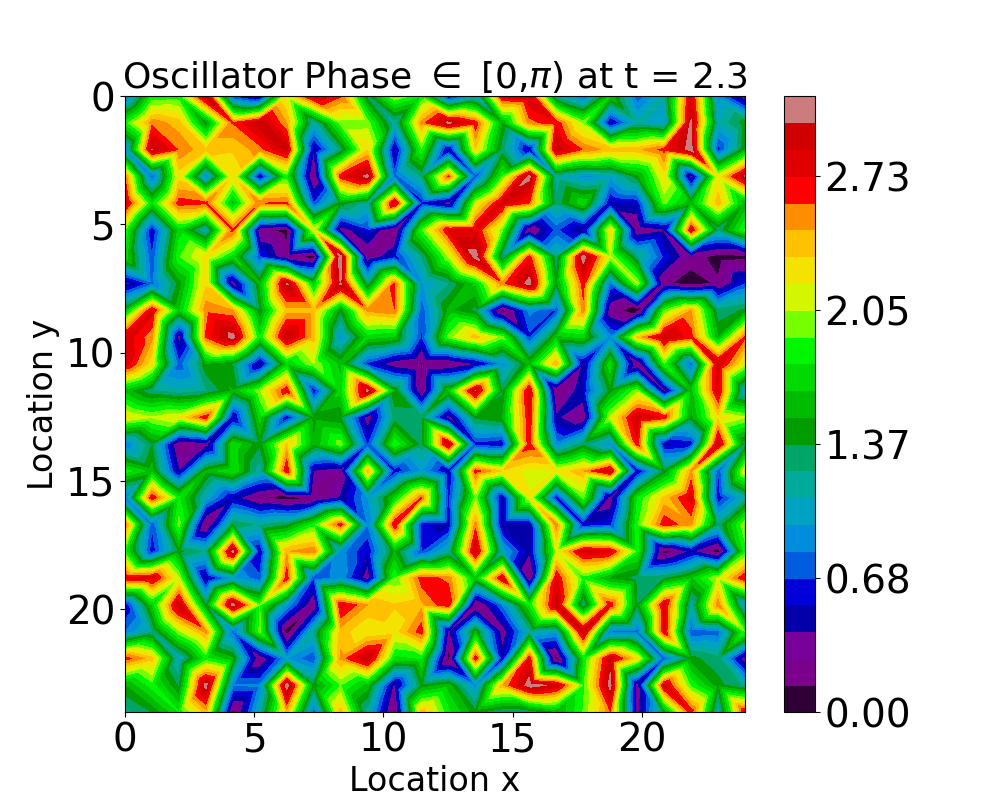 Oscillator Phase ∈ [0,π) at t = 2.3
Location y
0
5
10
15
20
0 5 10 15 20
Location x
2.73
2.05
1.37
0.68
0.00